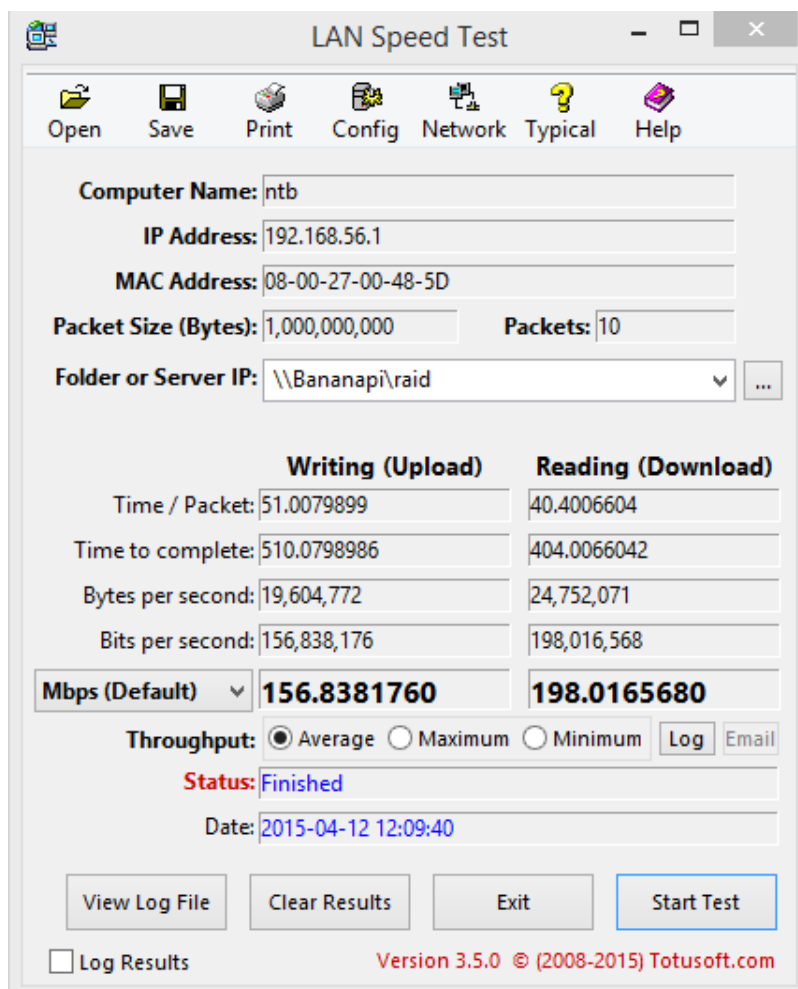 LAN Speed Test
Open Save Print Config Network Typical Help
Computer Name: ntb
IP Address: 192.168.56.1
MAC Address: 08-00-27-00-48-5D
Packet Size (Bytes): 1,000,000,000 Packets: 10
Folder or Server IP: \\Bananapi\raid ...
Writing (Upload) Reading (Download)
Time / Packet: 51.0079899 40.4006604
Time to complete: 510.0798986 404.0066042
Bytes per second: 19,604,772 24,752,071
Bits per second: 156,838,176 198,016,568
Mbps (Default) 156.8381760 198.0165680
Throughput: Average Maximum Minimum Log Email
Status: Finished
Date: 2015-04-12 12:09:40
View Log File Clear Results Exit Start Test
Log Results Version 3.5.0 © (2008-2015) Totusoft.com